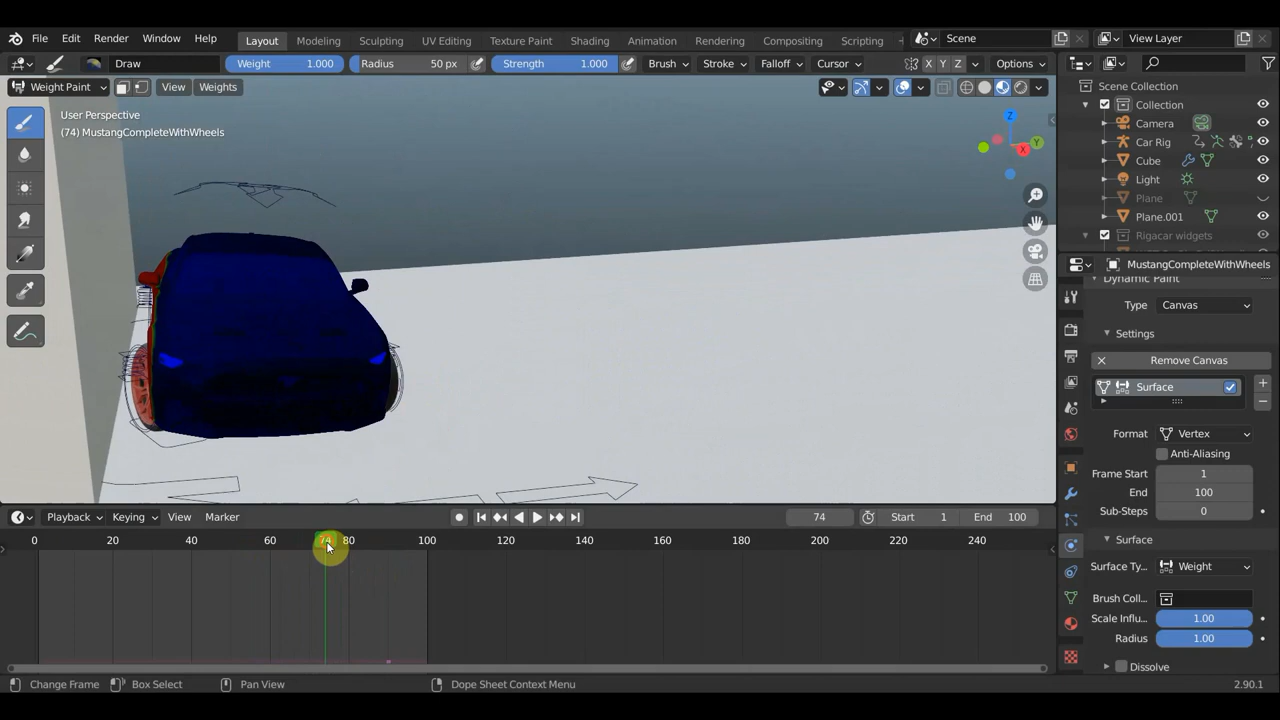 File Edit Render Window Help Layout Modeling Sculpting UV Editing Texture Paint Shading Animation Rendering Compositing Scripting Scene View Layer
Draw Weight 1.000 Radius 50 px Strength 1.000 Brush Stroke Falloff Cursor X Y Z Options
Weight Paint View Weights
Scene Collection
Collection
Camera
Car Rig
Cube
Light
Plane
Plane.001
Rigacar widgets
User Perspective
(74) MustangCompleteWithWheels
Z
Y
X
MustangCompleteWithWheels
Dynamic Paint
Type Canvas
Settings
Remove Canvas
Surface
Format Vertex
Anti-Aliasing
Frame Start 1
End 100
Sub-Steps 0
Surface
Surface Ty... Weight
Brush Coll...
Scale Influ... 1.00
Radius 1.00
Dissolve
Playback Keying View Marker 74 Start 1 End 100
0 20 40 60 74 80 100 120 140 160 180 200 220 240
Change Frame Box Select Pan View Dope Sheet Context Menu 2.90.1